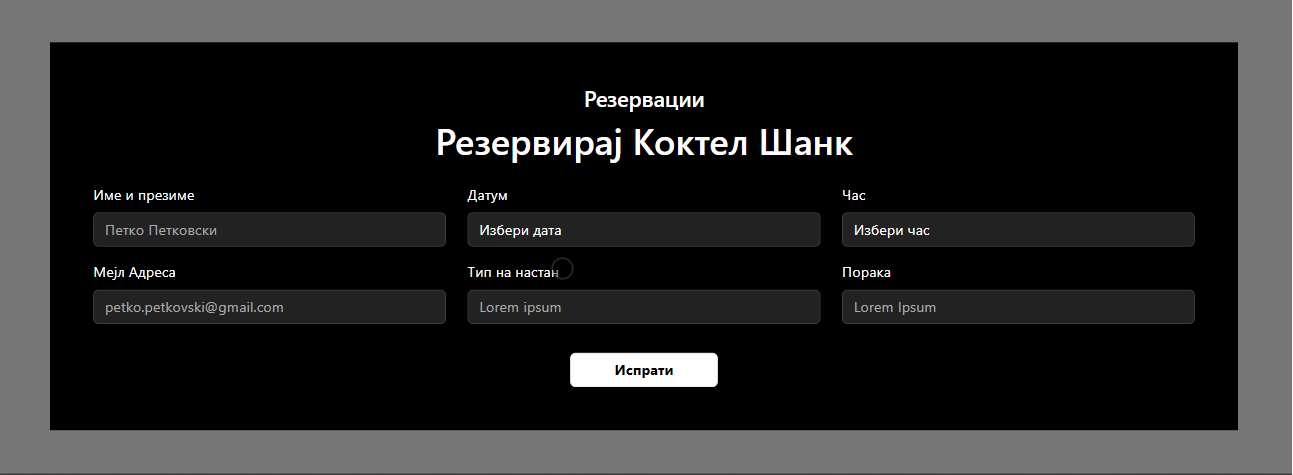 Резервации
Резервирај Коктел Шанк
Име и презиме
Петко Петковски
Датум
Избери дата
Час
Избери час
Мејл Адреса
petko.petkovski@gmail.com
Тип на настан
Lorem ipsum
Порака
Lorem Ipsum
Испрати